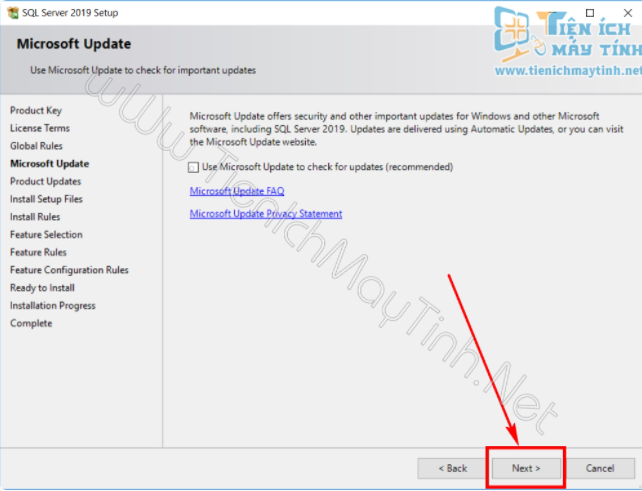 SQL Server 2019 Setup
TIỆN ÍCH
MÁY TÍNH
www.tienichmaytinh.net
Microsoft Update
Use Microsoft Update to check for important updates
Product Key
License Terms
Global Rules
Microsoft Update
Product Updates
Install Setup Files
Install Rules
Feature Selection
Feature Rules
Feature Configuration Rules
Ready to Install
Installation Progress
Complete
Microsoft Update offers security and other important updates for Windows and other Microsoft
software, including SQL Server 2019. Updates are delivered using Automatic Updates, or you can visit
the Microsoft Update website.
Use Microsoft Update to check for updates (recommended)
Microsoft Update FAQ
Microsoft Update Privacy Statement
wWw.TienIchMayTinh.Net
< Back
Next >
Cancel